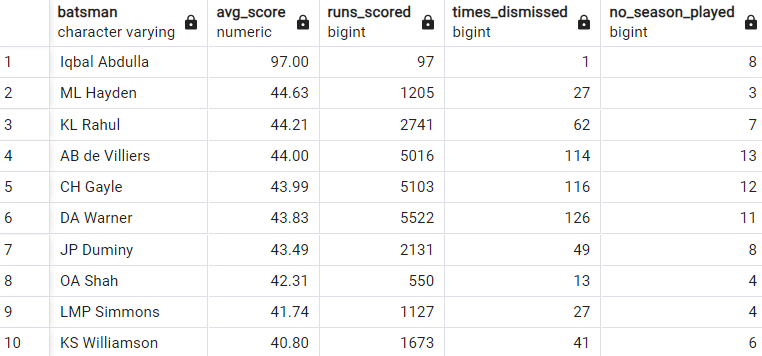 batsman avg_score runs_scored times_dismissed no_season_played
character varying numeric bigint bigint bigint
1 Iqbal Abdulla 97.00 97 1 8
2 ML Hayden 44.63 1205 27 3
3 KL Rahul 44.21 2741 62 7
4 AB de Villiers 44.00 5016 114 13
5 CH Gayle 43.99 5103 116 12
6 DA Warner 43.83 5522 126 11
7 JP Duminy 43.49 2131 49 8
8 OA Shah 42.31 550 13 4
9 LMP Simmons 41.74 1127 27 4
10 KS Williamson 40.80 1673 41 6